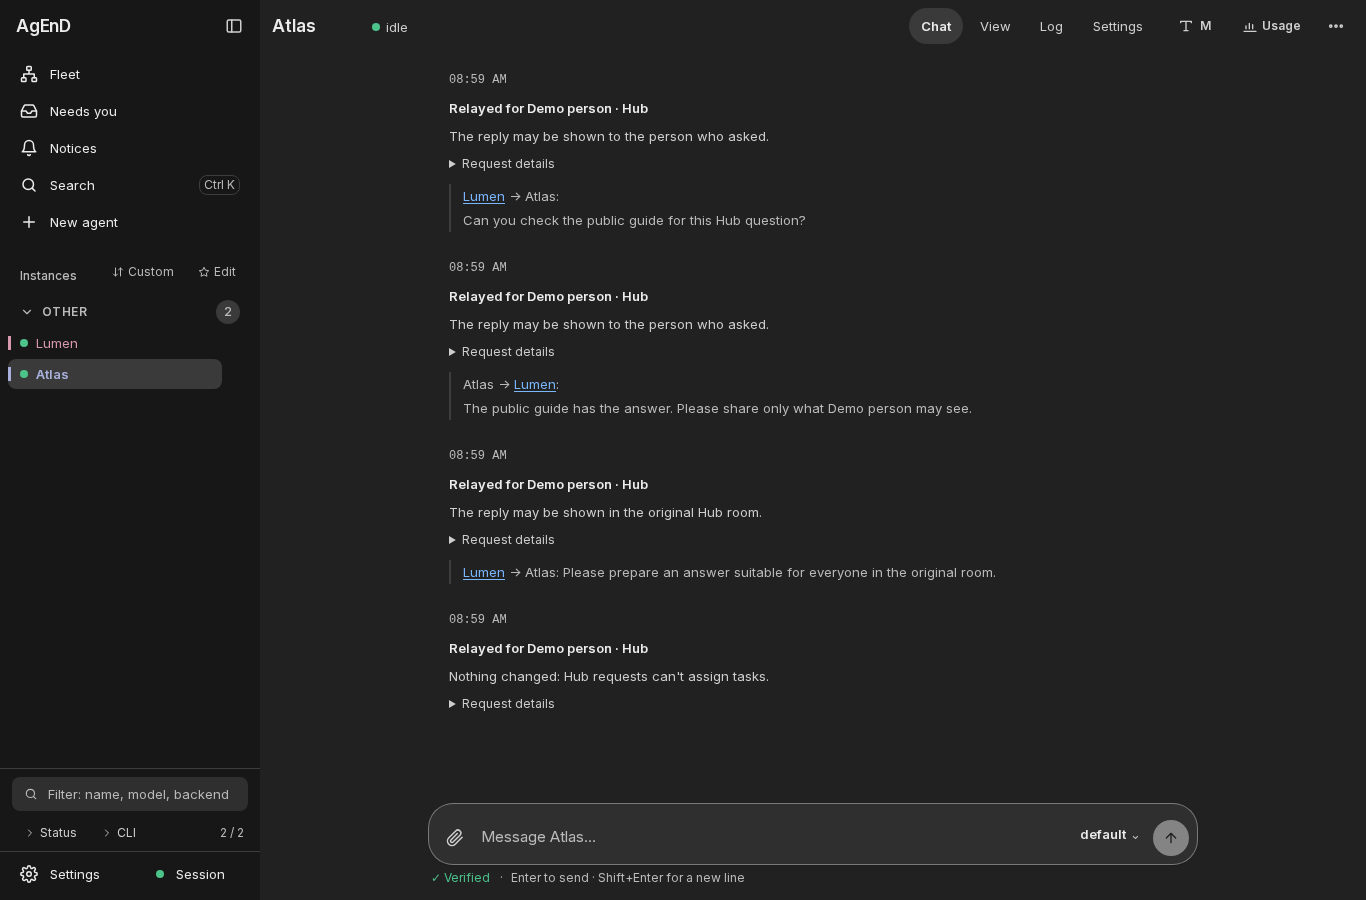 AgEnD
Fleet
Needs you
Notices
Search Ctrl K
New agent
Instances Custom Edit
OTHER 2
Lumen
Atlas
Filter: name, model, backend
Status CLI 2 / 2
Settings Session
Atlas idle Chat View Log Settings M Usage
08:59 AM
Relayed for Demo person · Hub
The reply may be shown to the person who asked.
Request details
Lumen → Atlas:
Can you check the public guide for this Hub question?
08:59 AM
Relayed for Demo person · Hub
The reply may be shown to the person who asked.
Request details
Atlas → Lumen:
The public guide has the answer. Please share only what Demo person may see.
08:59 AM
Relayed for Demo person · Hub
The reply may be shown in the original Hub room.
Request details
Lumen → Atlas: Please prepare an answer suitable for everyone in the original room.
08:59 AM
Relayed for Demo person · Hub
Nothing changed: Hub requests can't assign tasks.
Request details
Message Atlas... default
✓ Verified · Enter to send · Shift+Enter for a new line